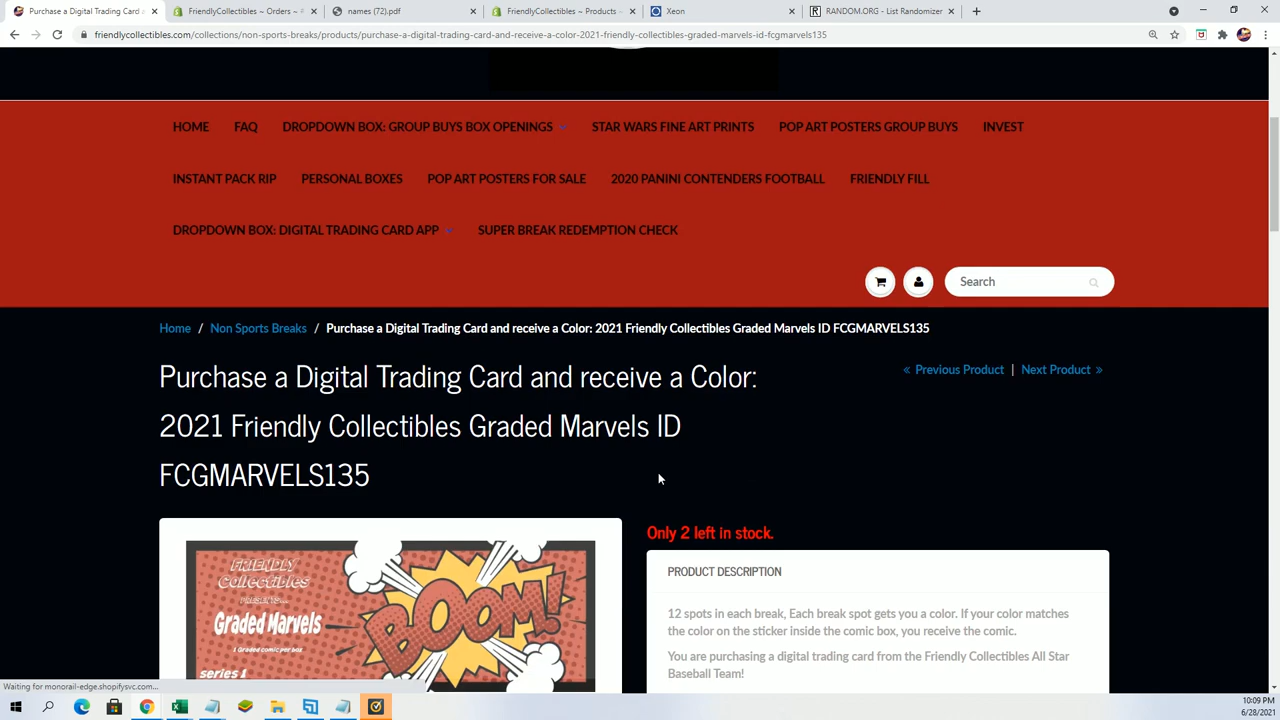 Purchase a Digital Trading Card a
FriendlyCollectibles ~ Orders ~ #
names (72).pdf
FriendlyCollectibles ~ Products ~
Xeon
RANDOM.ORG - List Randomizer
friendlycollectibles.com/collections/non-sports-breaks/products/purchase-a-digital-trading-card-and-receive-a-color-2021-friendly-collectibles-graded-marvels-id-fcgmarvels135
HOME FAQ DROPDOWN BOX: GROUP BUYS BOX OPENINGS STAR WARS FINE ART PRINTS POP ART POSTERS GROUP BUYS INVEST
INSTANT PACK RIP PERSONAL BOXES POP ART POSTERS FOR SALE 2020 PANINI CONTENDERS FOOTBALL FRIENDLY FILL
DROPDOWN BOX: DIGITAL TRADING CARD APP SUPER BREAK REDEMPTION CHECK
Search
Home / Non Sports Breaks / Purchase a Digital Trading Card and receive a Color: 2021 Friendly Collectibles Graded Marvels ID FCGMARVELS135
Purchase a Digital Trading Card and receive a Color:
2021 Friendly Collectibles Graded Marvels ID
FCGMARVELS135
« Previous Product | Next Product »
FRIENDLY
Collectibles
PRESENTS...
Graded Marvels
1 Graded comic per box
series 1
BOOM!
Only 2 left in stock.
PRODUCT DESCRIPTION
12 spots in each break, Each break spot gets you a color. If your color matches
the color on the sticker inside the comic box, you receive the comic.
You are purchasing a digital trading card from the Friendly Collectibles All Star
Baseball Team!
Waiting for monorail-edge.shopifysvc.com...
10:09 PM
6/28/2021